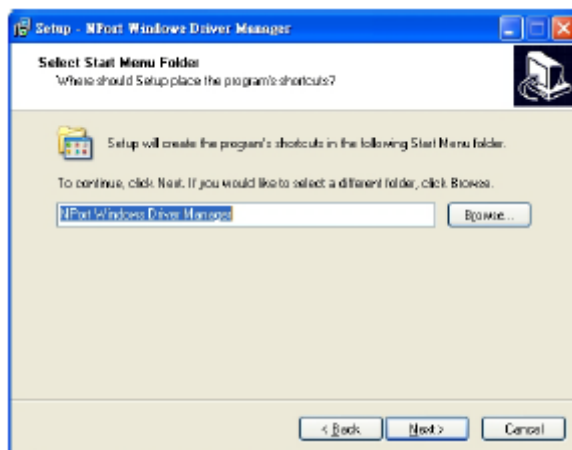 Setup - NPort Windows Driver Manager
Select Start Menu Folder
Where should Setup place the program's shortcuts?
Setup will create the program's shortcuts in the following Start Menu folder.
To continue, click Next. If you would like to select a different folder, click Browse.
NPort Windows Driver Manager
Browse...
< Back
Next >
Cancel